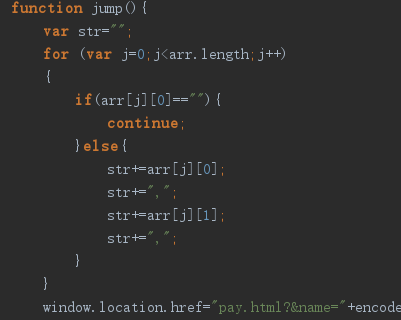 function jump(){
var str="";
for (var j=0;j<arr.length;j++)
{
if(arr[j][0]==""){
continue;
}else{
str+=arr[j][0];
str+=",";
str+=arr[j][1];
str+=",";
}
}
window.location.href="pay.html?&name="+encode